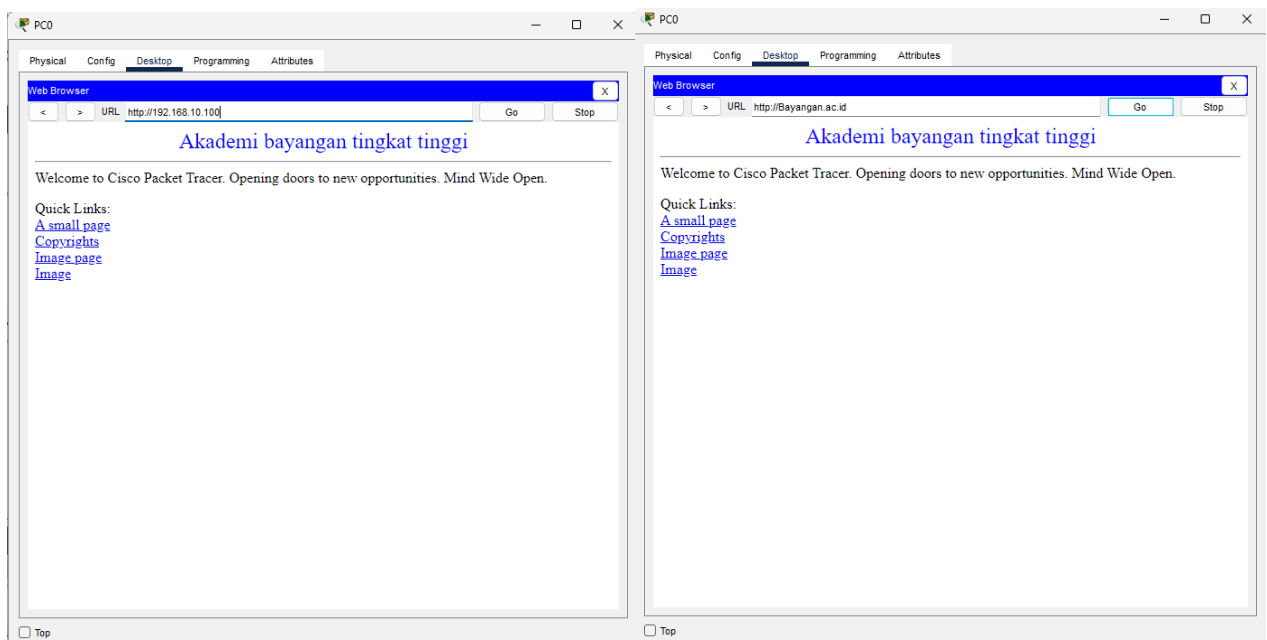 PC0
Physical Config Desktop Programming Attributes
Web Browser X
< > URL http://192.168.10.100 Go Stop
Akademi bayangan tingkat tinggi
Welcome to Cisco Packet Tracer. Opening doors to new opportunities. Mind Wide Open.
Quick Links:
A small page
Copyrights
Image page
Image
Top
PC0
Physical Config Desktop Programming Attributes
Web Browser X
< > URL http://Bayangan.ac.id Go Stop
Akademi bayangan tingkat tinggi
Welcome to Cisco Packet Tracer. Opening doors to new opportunities. Mind Wide Open.
Quick Links:
A small page
Copyrights
Image page
Image
Top